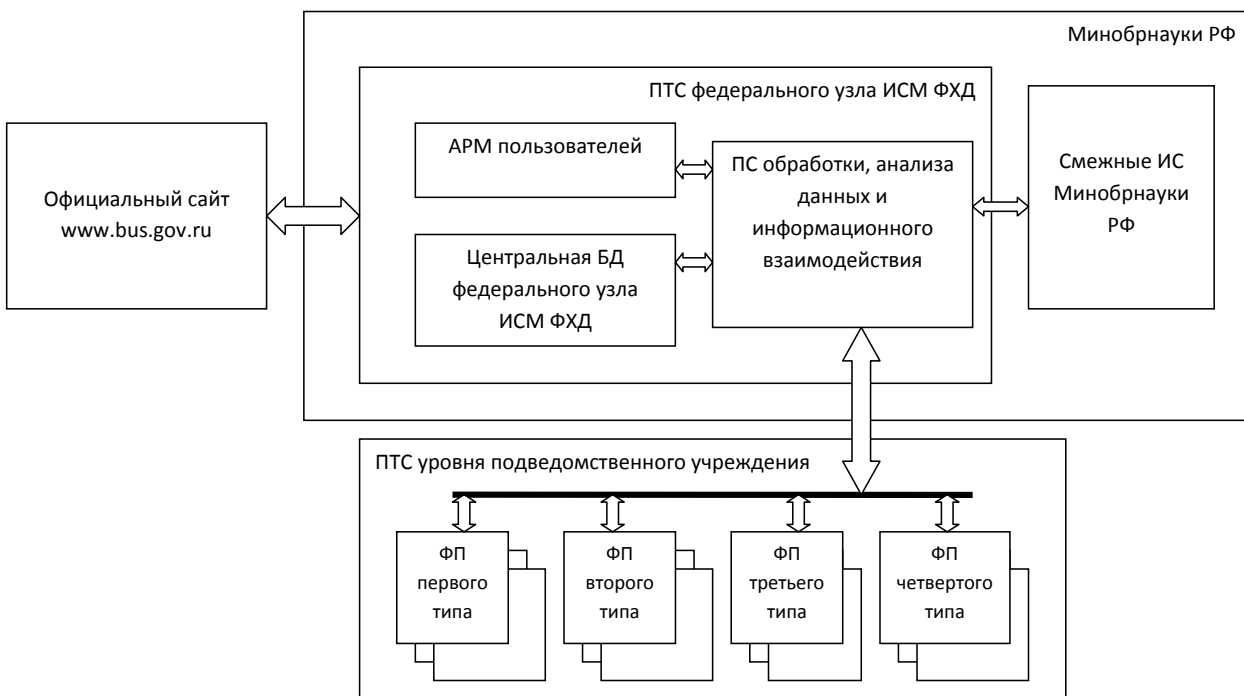 Минобрнауки РФ
ПТС федерального узла ИСМ ФХД
Официальный сайт
www.bus.gov.ru
АРМ пользователей
Центральная БД
федерального узла
ИСМ ФХД
ПС обработки, анализа
данных и
информационного
взаимодействия
Смежные ИС
Минобрнауки
РФ
ПТС уровня подведомственного учреждения
ФП
первого
типа
ФП
второго
типа
ФП
третьего
типа
ФП
четвертого
типа